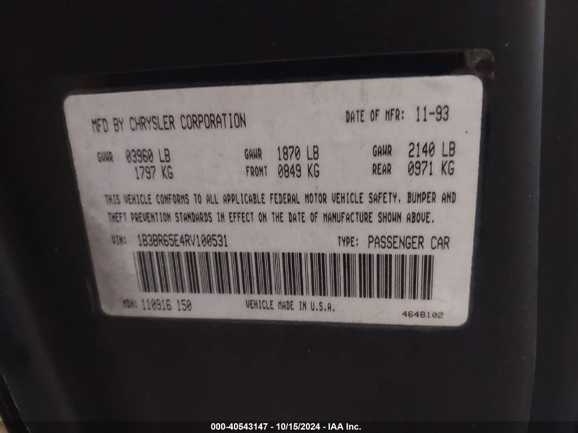 MFD BY CHRYSLER CORPORATION DATE OF MFR: 11-93
GVWR 03960 LB GAWR 1870 LB GAWR 2140 LB
1797 KG FRONT 0849 KG REAR 0971 KG
THIS VEHICLE CONFORMS TO ALL APPLICABLE FEDERAL MOTOR VEHICLE SAFETY, BUMPER AND
THEFT PREVENTION STANDARDS IN EFFECT ON THE DATE OF MANUFACTURE SHOWN ABOVE.
VIN: 1B3BR65E4RV100531 TYPE: PASSENGER CAR
MDH: 110916 150 VEHICLE MADE IN U.S.A. 4648102
000-40543147 - 10/15/2024 - IAA Inc.